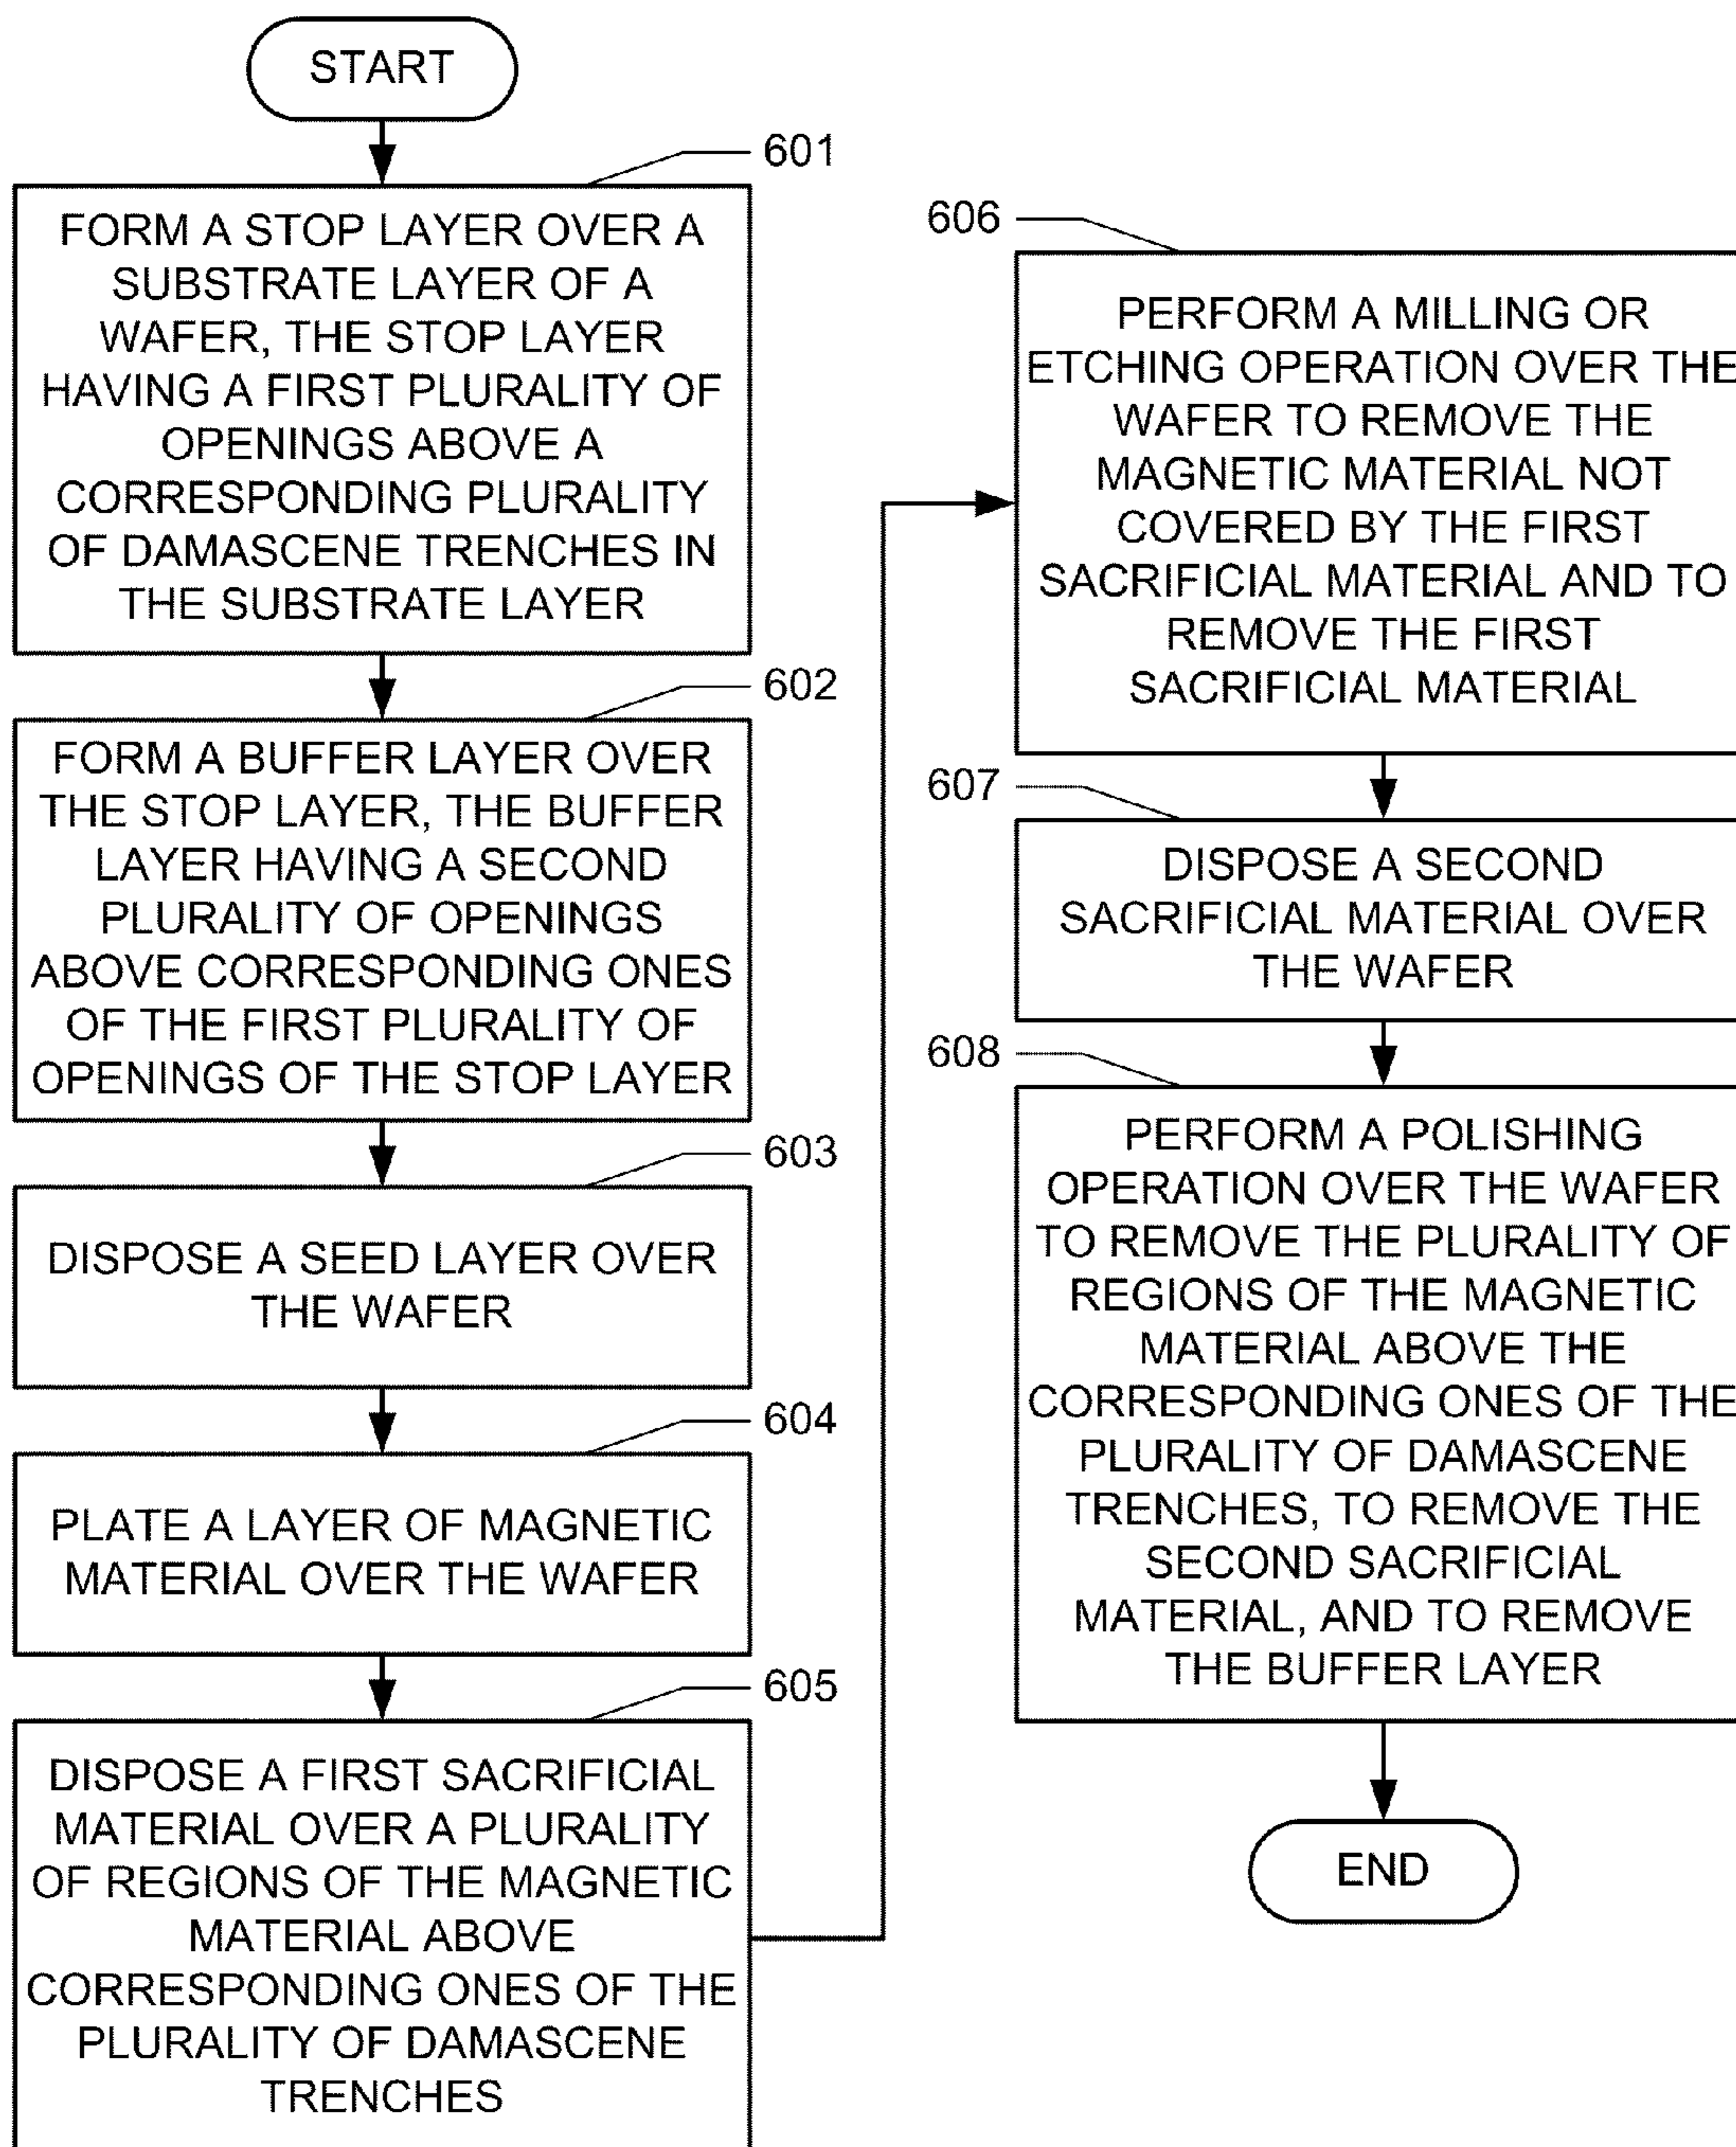 START
601
FORM A STOP LAYER OVER A
SUBSTRATE LAYER OF A
WAFER, THE STOP LAYER
HAVING A FIRST PLURALITY OF
OPENINGS ABOVE A
CORRESPONDING PLURALITY
OF DAMASCENE TRENCHES IN
THE SUBSTRATE LAYER
602
FORM A BUFFER LAYER OVER
THE STOP LAYER, THE BUFFER
LAYER HAVING A SECOND
PLURALITY OF OPENINGS
ABOVE CORRESPONDING ONES
OF THE FIRST PLURALITY OF
OPENINGS OF THE STOP LAYER
603
DISPOSE A SEED LAYER OVER
THE WAFER
604
PLATE A LAYER OF MAGNETIC
MATERIAL OVER THE WAFER
605
DISPOSE A FIRST SACRIFICIAL
MATERIAL OVER A PLURALITY
OF REGIONS OF THE MAGNETIC
MATERIAL ABOVE
CORRESPONDING ONES OF THE
PLURALITY OF DAMASCENE
TRENCHES
606
PERFORM A MILLING OR
ETCHING OPERATION OVER THE
WAFER TO REMOVE THE
MAGNETIC MATERIAL NOT
COVERED BY THE FIRST
SACRIFICIAL MATERIAL AND TO
REMOVE THE FIRST
SACRIFICIAL MATERIAL
607
DISPOSE A SECOND
SACRIFICIAL MATERIAL OVER
THE WAFER
608
PERFORM A POLISHING
OPERATION OVER THE WAFER
TO REMOVE THE PLURALITY OF
REGIONS OF THE MAGNETIC
MATERIAL ABOVE THE
CORRESPONDING ONES OF THE
PLURALITY OF DAMASCENE
TRENCHES, TO REMOVE THE
SECOND SACRIFICIAL
MATERIAL, AND TO REMOVE
THE BUFFER LAYER
END